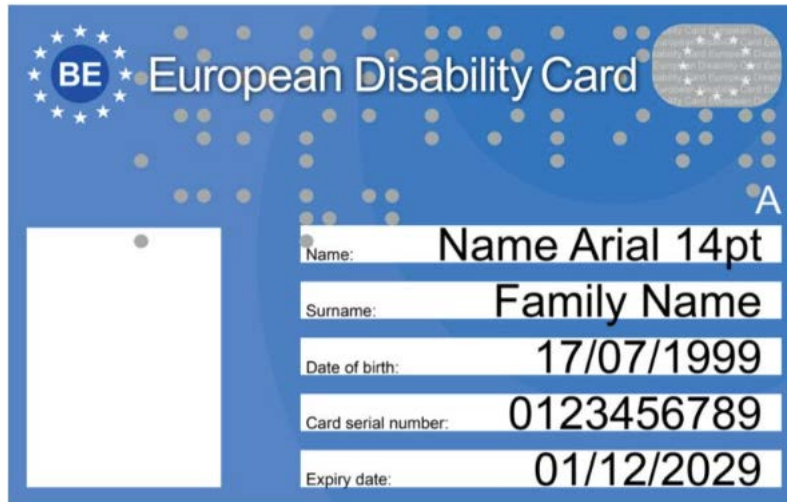 BE
European Disability Card
A
Name: Name Arial 14pt
Surname: Family Name
Date of birth: 17/07/1999
Card serial number: 0123456789
Expiry date: 01/12/2029